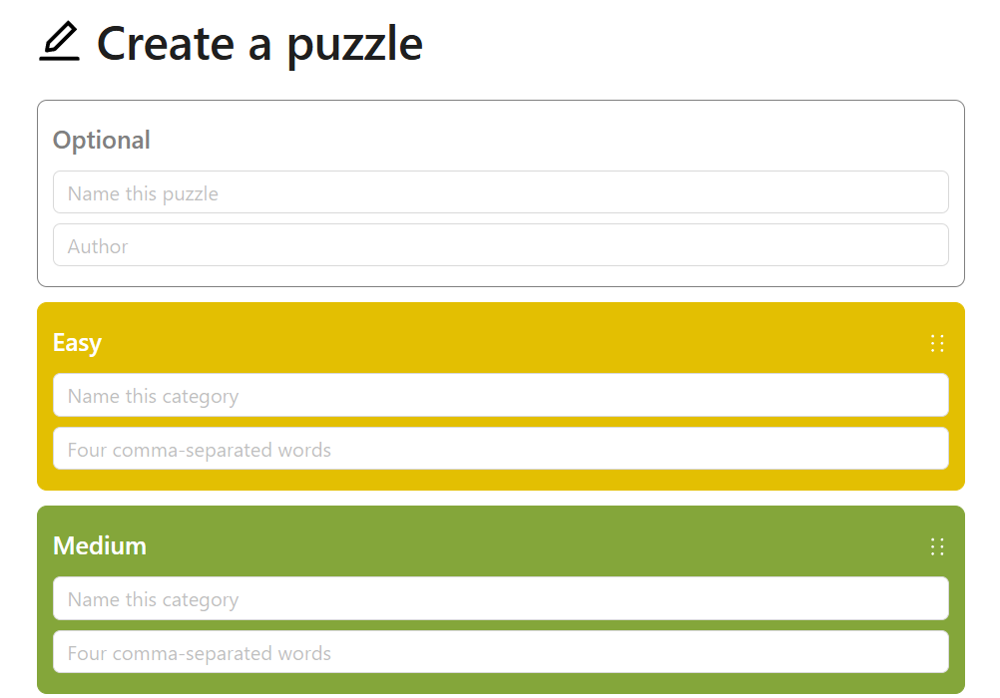 Create a puzzle
Optional
Name this puzzle
Author
Easy
Name this category
Four comma-separated words
Medium
Name this category
Four comma-separated words